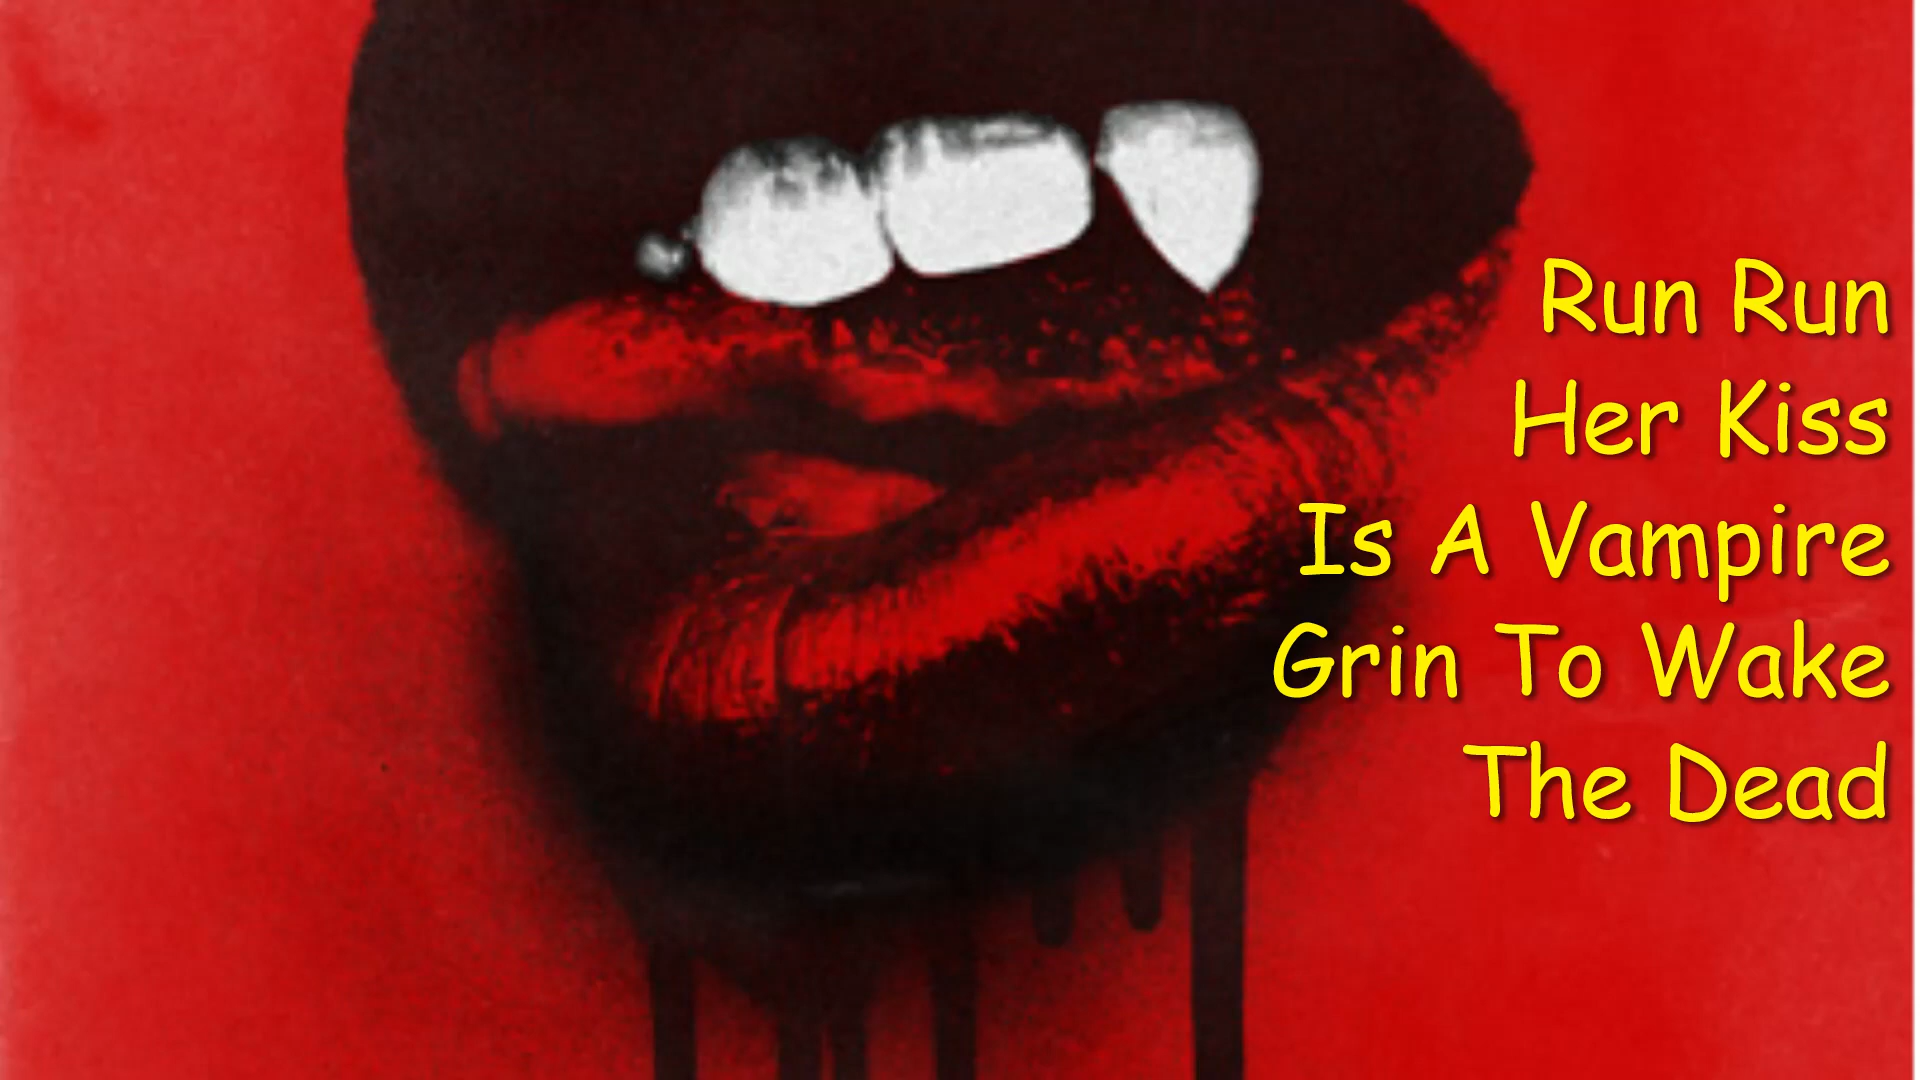 Run Run
Her Kiss
Is A Vampire
Grin To Wake
The Dead